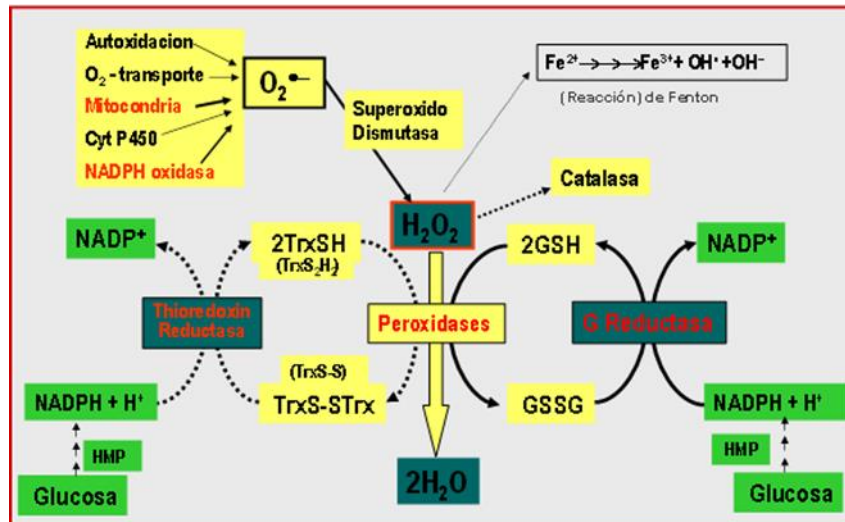 Autoxidacion
O₂ - transporte
Mitocondria
Cyt P450
NADPH oxidasa
O₂•–
Superoxido
Dismutasa
Fe²⁺→→→Fe³⁺+ OH• +OH⁻
(Reacción) de Fenton
Catalasa
H₂O₂
NADP⁺
2TrxSH
(TrxS₂H₂)
2GSH
NADP⁺
Thioredoxin
Reductasa
Peroxidases
G Reductasa
(TrxS-S)
TrxS-STrx
GSSG
NADPH + H⁺
NADPH + H⁺
HMP
HMP
Glucosa
2H₂O
Glucosa